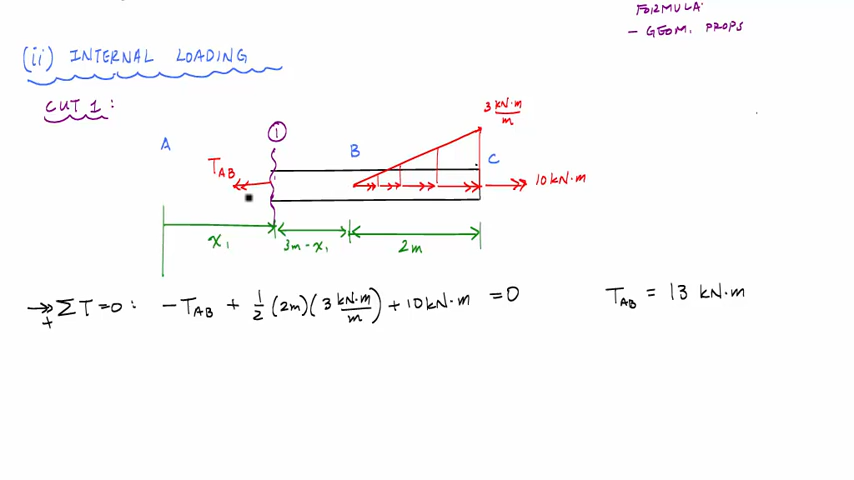 FORMULA.
- GEOM. PROPS
(ii) INTERNAL LOADING
CUT 1:
3 kN·m/m
1
A
B
C
T_AB
10 kN·m
x₁
3m - x₁
2m
→→+ ΣT=0: -T_AB + 1/2 (2m)(3 kN·m/m) + 10 kN·m = 0
T_AB = 13 kN·m